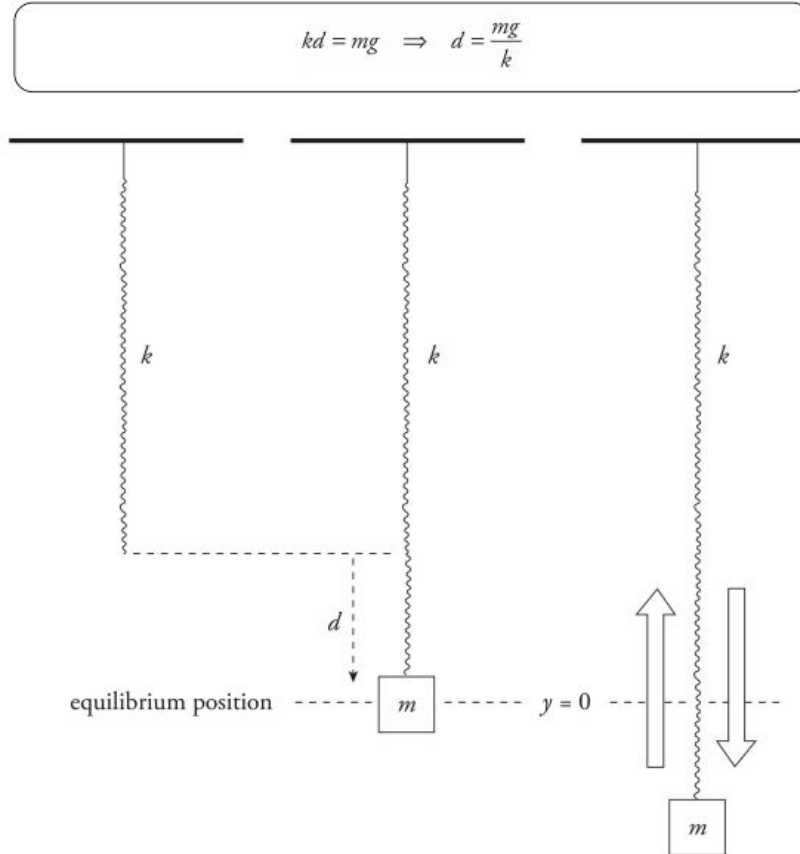 kd = mg ⇒ d = mg/k
k k k
d
equilibrium position m y = 0
m